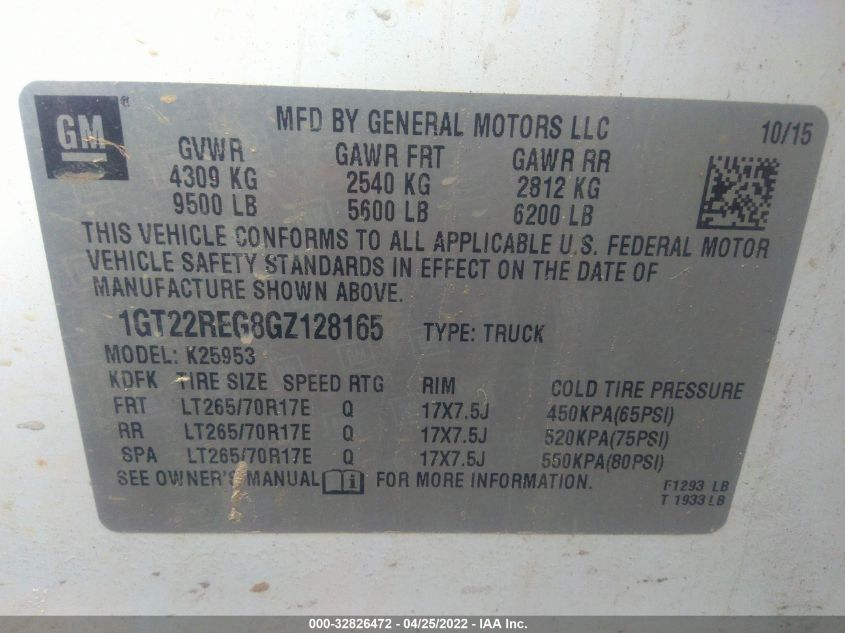 GM ®
MFD BY GENERAL MOTORS LLC 10/15
GVWR GAWR FRT GAWR RR
4309 KG 2540 KG 2812 KG
9500 LB 5600 LB 6200 LB
THIS VEHICLE CONFORMS TO ALL APPLICABLE U.S. FEDERAL MOTOR
VEHICLE SAFETY STANDARDS IN EFFECT ON THE DATE OF
MANUFACTURE SHOWN ABOVE.
1GT22REG8GZ128165 TYPE: TRUCK
MODEL: K25953
KDFK TIRE SIZE SPEED RTG RIM COLD TIRE PRESSURE
FRT LT265/70R17E Q 17X7.5J 450KPA(65PSI)
RR LT265/70R17E Q 17X7.5J 520KPA(75PSI)
SPA LT265/70R17E Q 17X7.5J 550KPA(80PSI)
SEE OWNER'S MANUAL FOR MORE INFORMATION.
F1293 LB
T 1933 LB
000-32826472 - 04/25/2022 - IAA Inc.